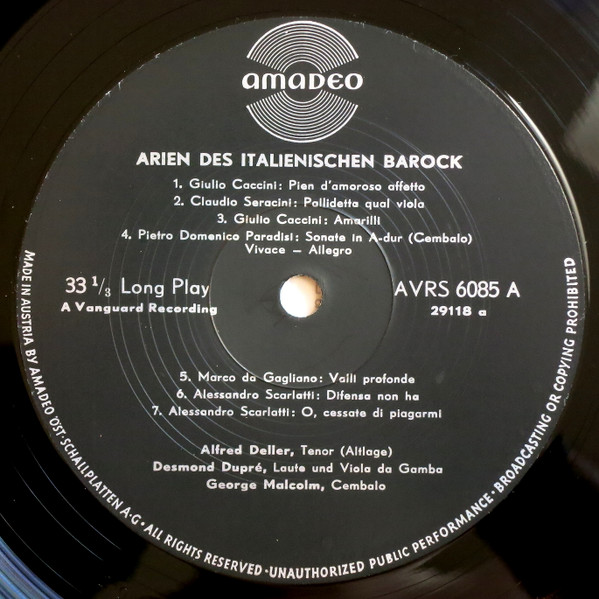 amadeo
ARIEN DES ITALIENISCHEN BAROCK
1. Giulio Caccini: Pien d'amoroso affetto
2. Claudio Seracini: Pallidetta qual viola
3. Giulio Caccini: Amarilli
4. Pietro Domenico Paradisi: Sonate in A-dur (Cembalo)
Vivace – Allegro
33 1/3 Long Play
A Vanguard Recording
AVRS 6085 A
29118 a
5. Marco da Gagliano: Valli profonde
6. Alessandro Scarlatti: Difensa non ha
7. Alessandro Scarlatti: O, cessate di piagarmi
Alfred Deller, Tenor (Altlage)
Desmond Dupré, Laute und Viola da Gamba
George Malcolm, Cembalo
MADE IN AUSTRIA BY AMADEO ÖST. SCHALLPLATTEN A·G · ALL RIGHTS RESERVED · UNAUTHORIZED PUBLIC PERFORMANCE · BROADCASTING OR COPYING PROHIBITED